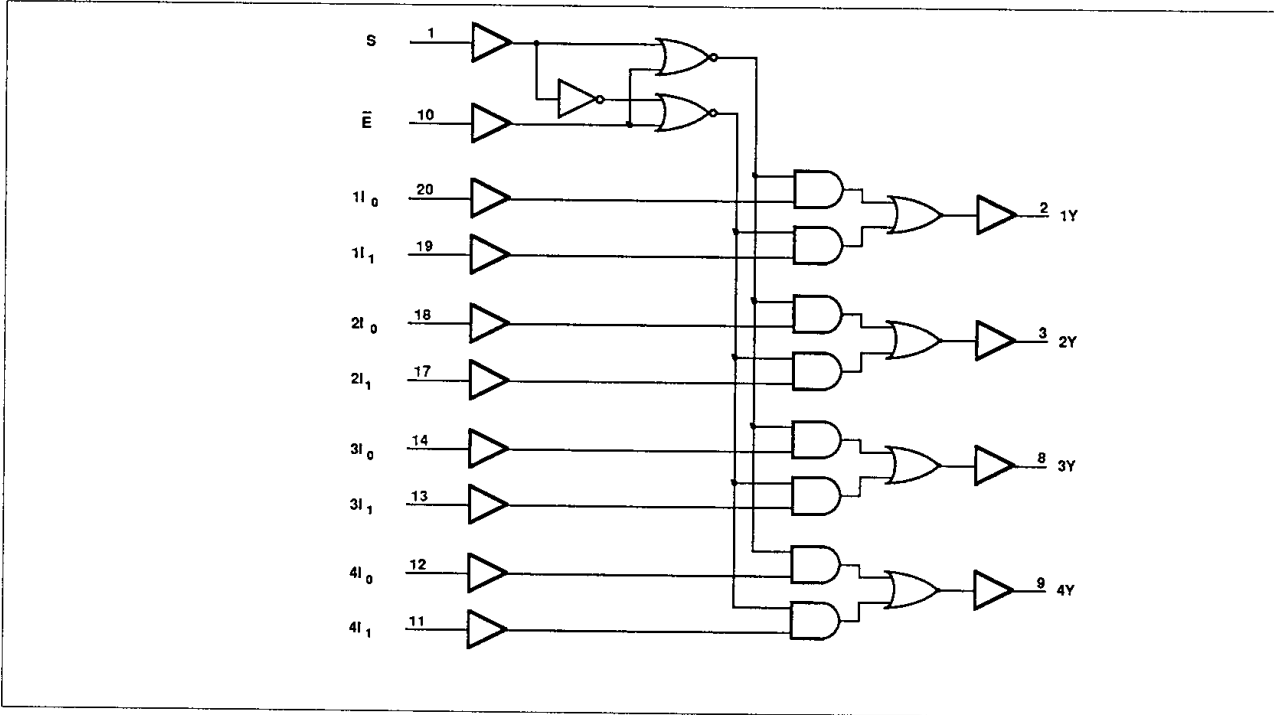 S 1
Ē 10
1I₀ 20
2 1Y
1I₁ 19
2I₀ 18
3 2Y
2I₁ 17
3I₀ 14
8 3Y
3I₁ 13
4I₀ 12
9 4Y
4I₁ 11